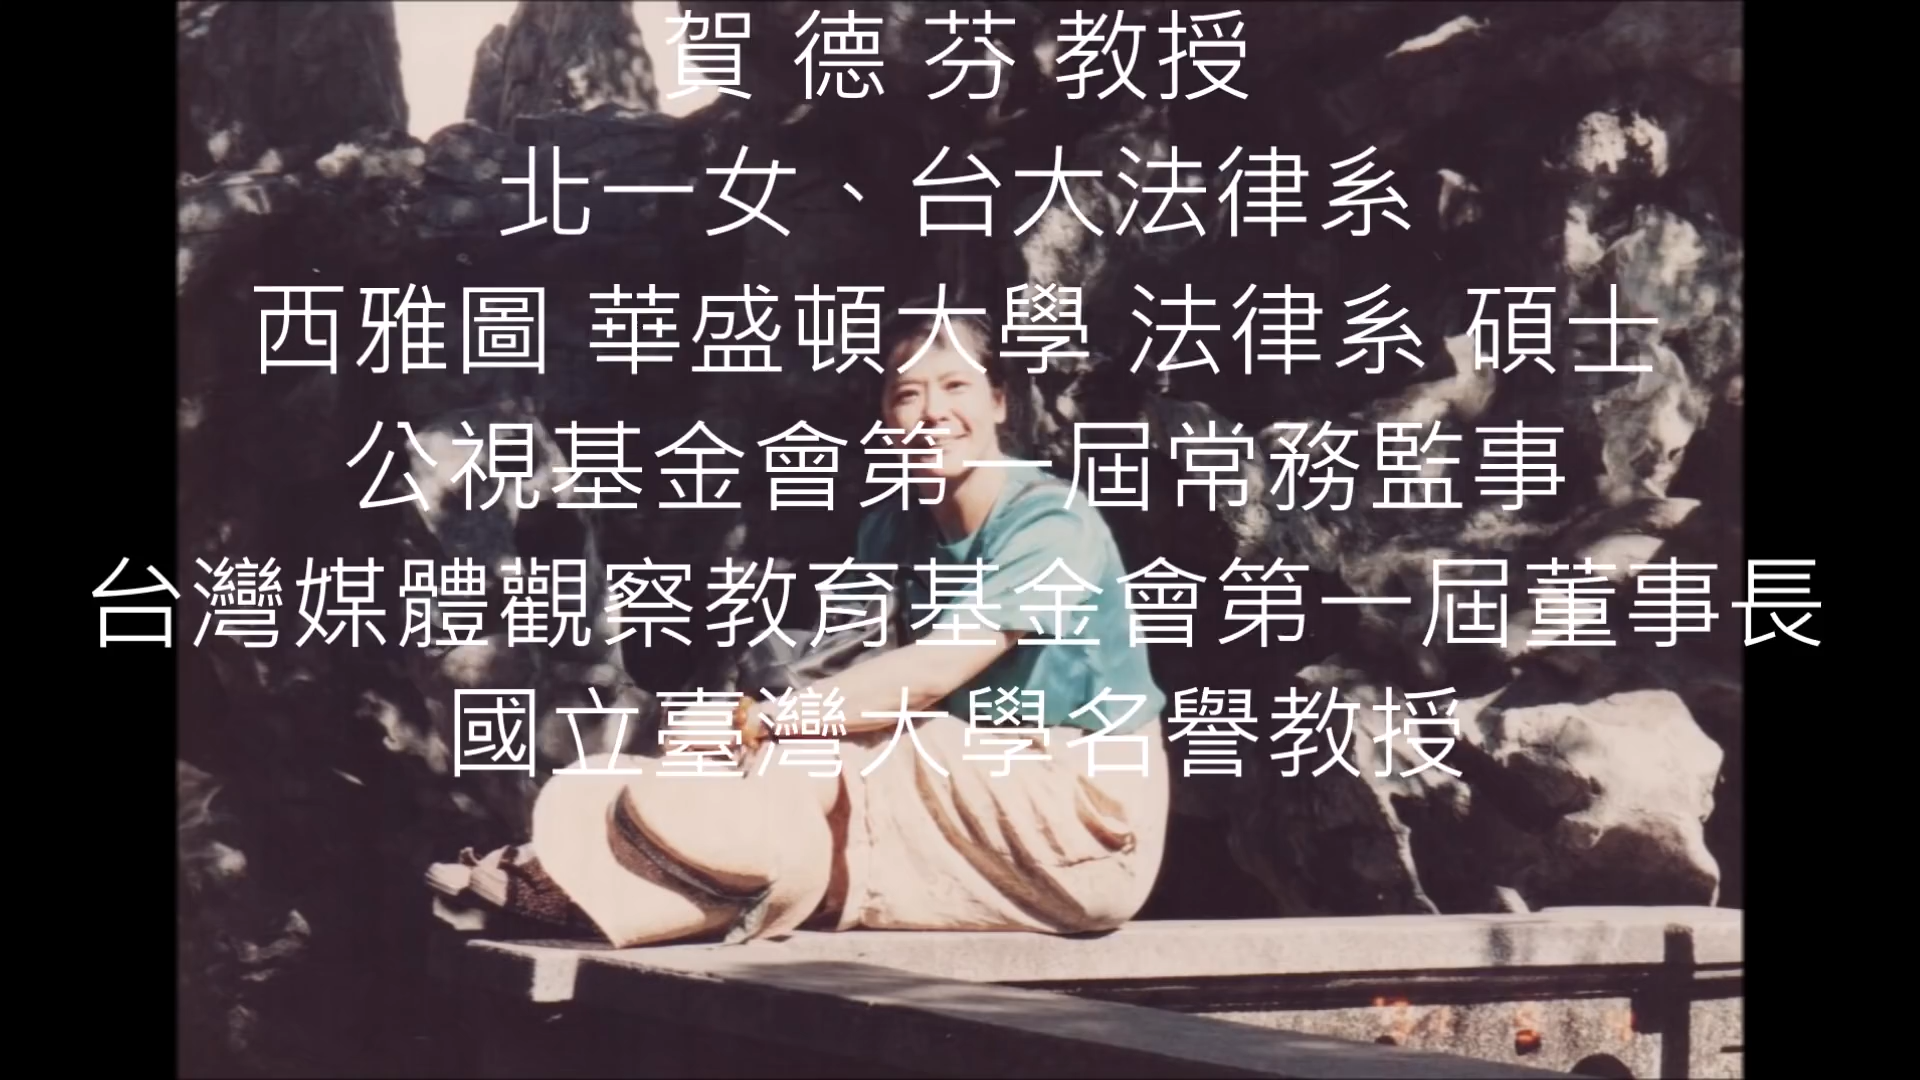 賀 德 芬 教授
北一女、台大法律系
西雅圖 華盛頓大學 法律系 碩士
公視基金會第一屆常務監事
台灣媒體觀察教育基金會第一屆董事長
國立臺灣大學名譽教授